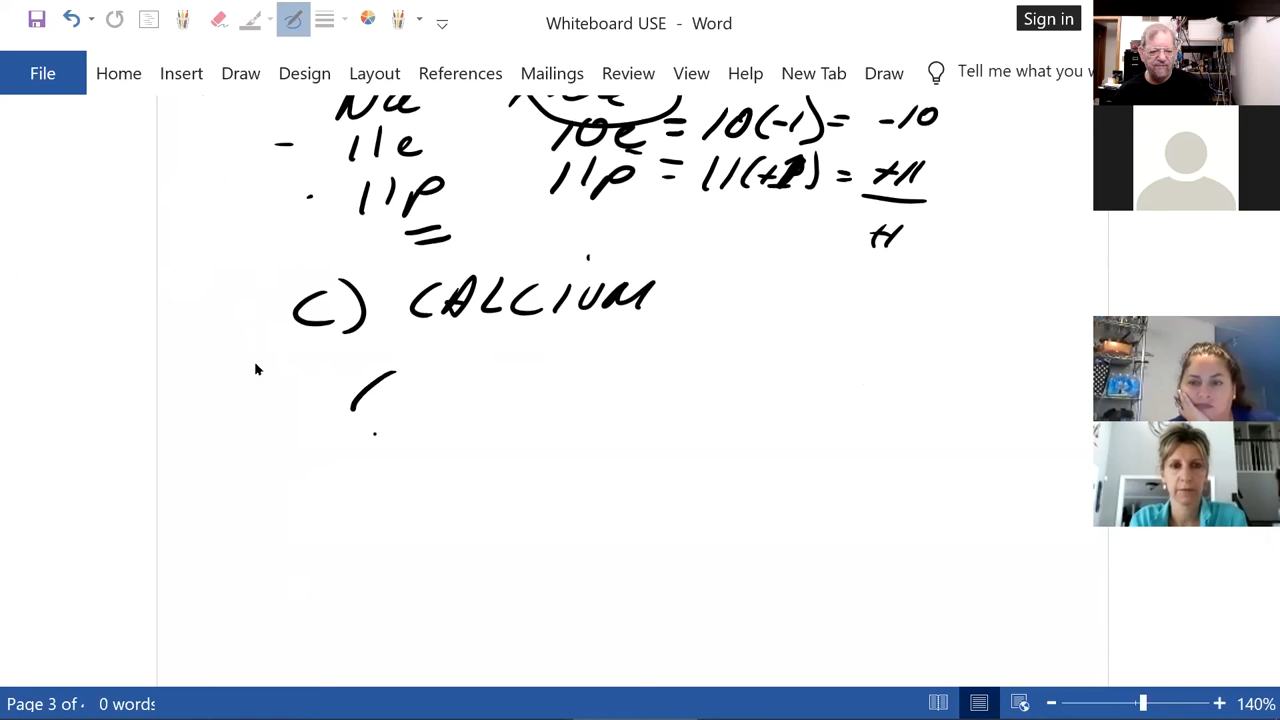 Whiteboard USE - Word
Sign in
File Home Insert Draw Design Layout References Mailings Review View Help New Tab Draw Tell me what you w
Na
- 11e 10e = 10(-1) = -10
11p 11p = 11(+1) = +11
+1
C) CALCIUM
Page 3 of 0 words 140%